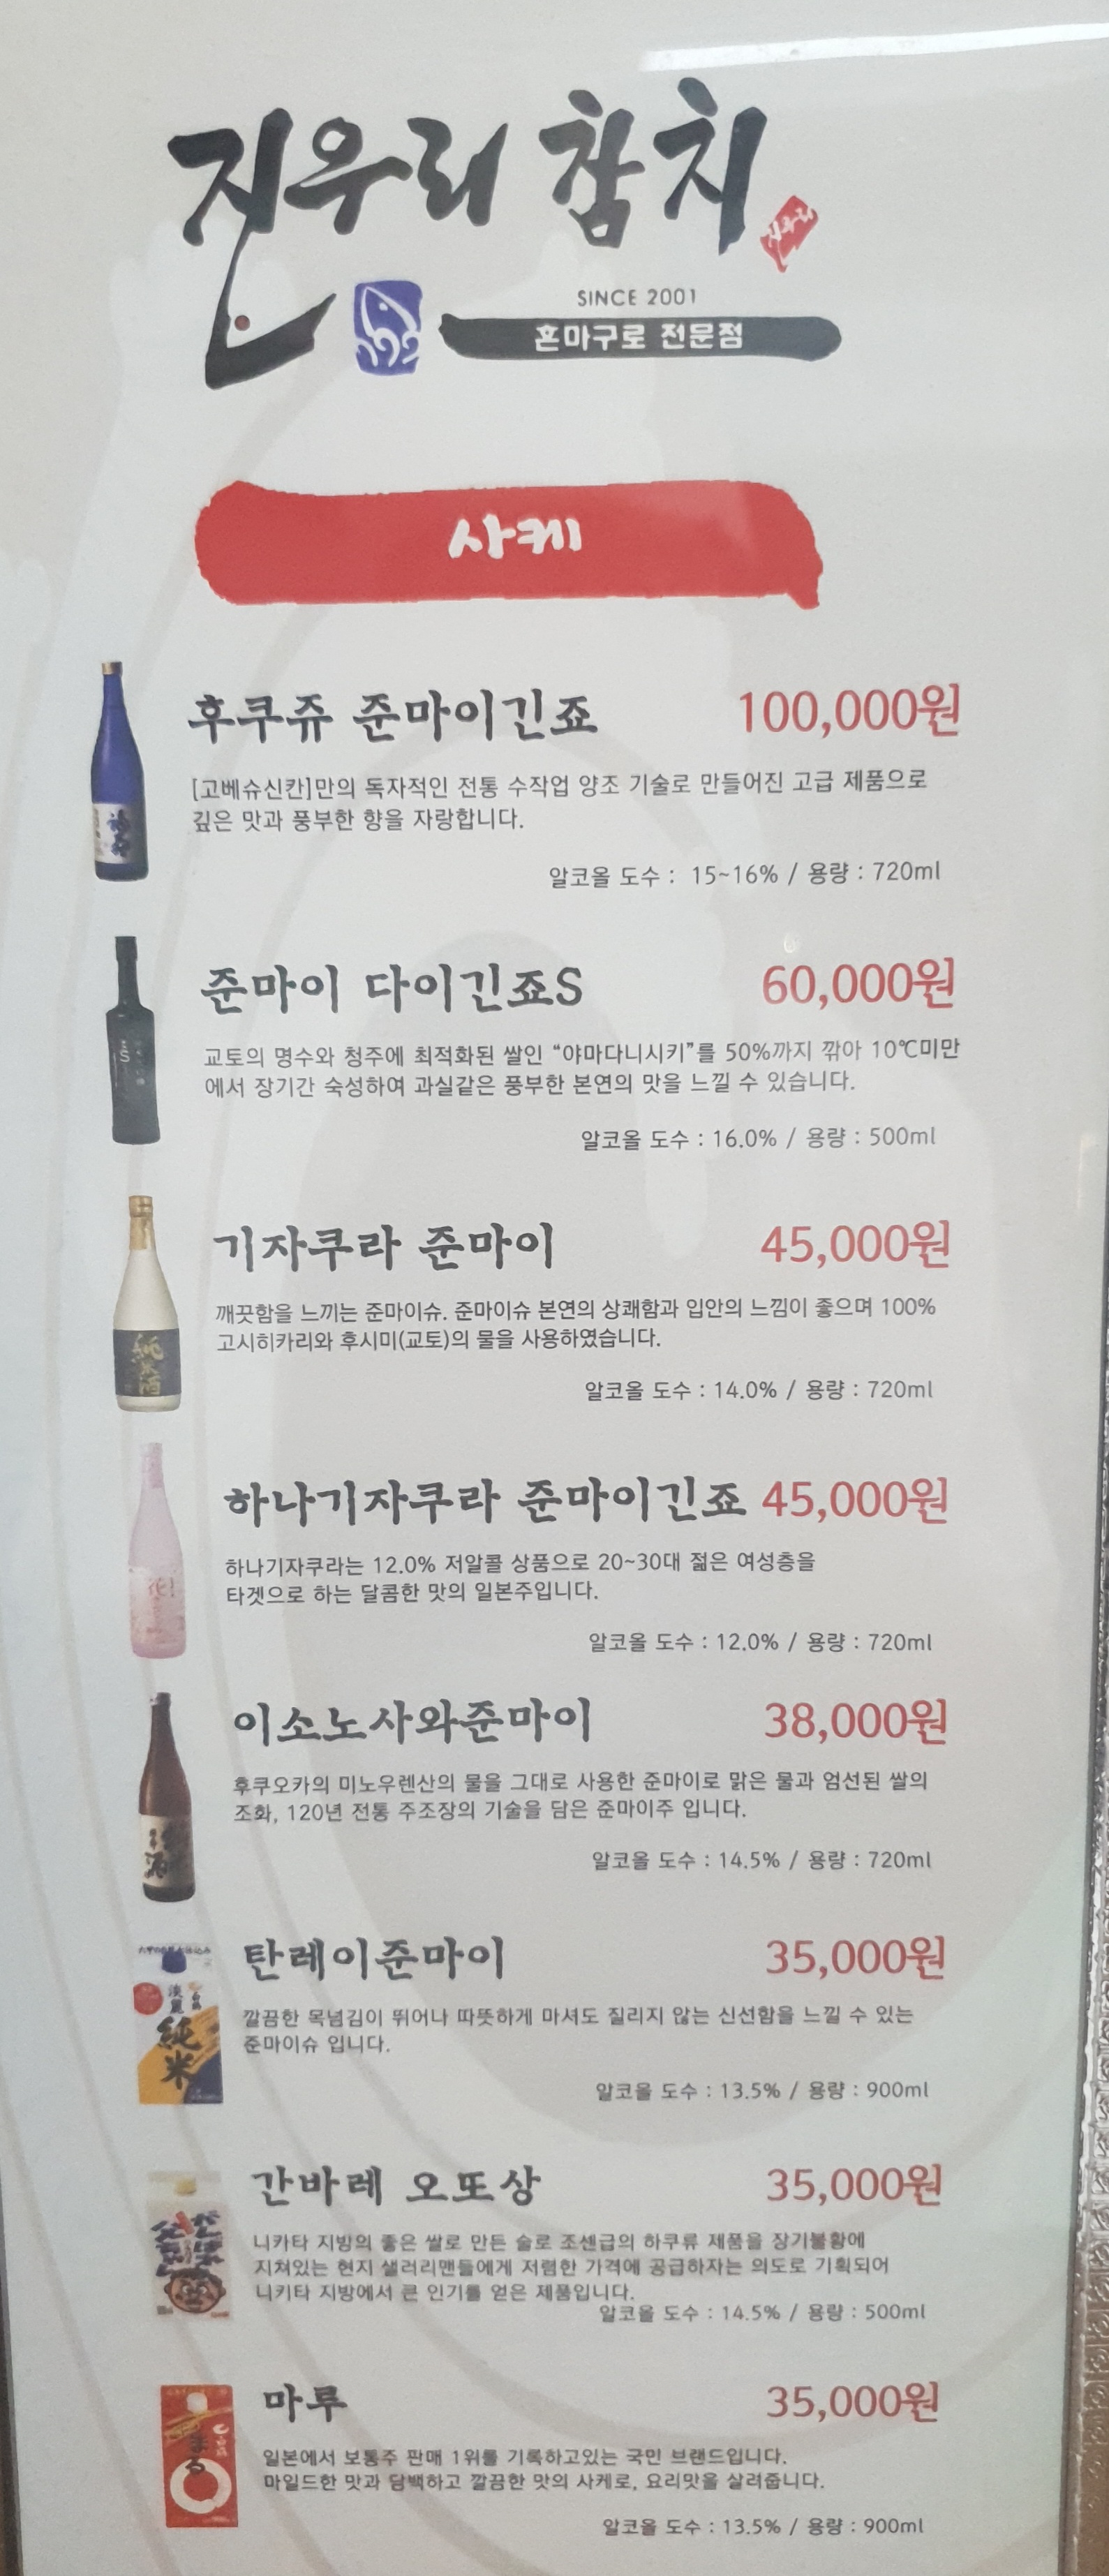 진우리 참치
진우리
SINCE 2001
혼마구로 전문점
사케
후쿠쥬 준마이긴죠 100,000원
[고베슈신칸]만의 독자적인 전통 수작업 양조 기술로 만들어진 고급 제품으로
깊은 맛과 풍부한 향을 자랑합니다.
알코올 도수 : 15~16% / 용량 : 720ml
준마이 다이긴죠S 60,000원
교토의 명수와 청주에 최적화된 쌀인 “야마다니시키”를 50%까지 깎아 10℃미만
에서 장기간 숙성하여 과실같은 풍부한 본연의 맛을 느낄 수 있습니다.
S
알코올 도수 : 16.0% / 용량 : 500ml
기자쿠라 준마이 45,000원
깨끗함을 느끼는 준마이슈. 준마이슈 본연의 상쾌함과 입안의 느낌이 좋으며 100%
고시히카리와 후시미(교토)의 물을 사용하였습니다.
純米酒
알코올 도수 : 14.0% / 용량 : 720ml
하나기자쿠라 준마이긴죠 45,000원
하나기자쿠라는 12.0% 저알콜 상품으로 20~30대 젊은 여성층을
타겟으로 하는 달콤한 맛의 일본주입니다.
알코올 도수 : 12.0% / 용량 : 720ml
이소노사와준마이 38,000원
후쿠오카의 미노우렌산의 물을 그대로 사용한 준마이로 맑은 물과 엄선된 쌀의
조화, 120년 전통 주조장의 기술을 담은 준마이주 입니다.
알코올 도수 : 14.5% / 용량 : 720ml
탄레이준마이 35,000원
淡麗
純米
깔끔한 목넘김이 뛰어나 따뜻하게 마셔도 질리지 않는 신선함을 느낄 수 있는
준마이슈 입니다.
알코올 도수 : 13.5% / 용량 : 900ml
간바레 오또상 35,000원
니카타 지방의 좋은 쌀로 만든 술로 조센급의 하쿠류 제품을 장기불황에
지쳐있는 현지 샐러리맨들에게 저렴한 가격에 공급하자는 의도로 기획되어
니키타 지방에서 큰 인기를 얻은 제품입니다.
알코올 도수 : 14.5% / 용량 : 500ml
마루 35,000원
まる
일본에서 보통주 판매 1위를 기록하고있는 국민 브랜드입니다.
마일드한 맛과 담백하고 깔끔한 맛의 사케로, 요리맛을 살려줍니다.
알코올 도수 : 13.5% / 용량 : 900ml